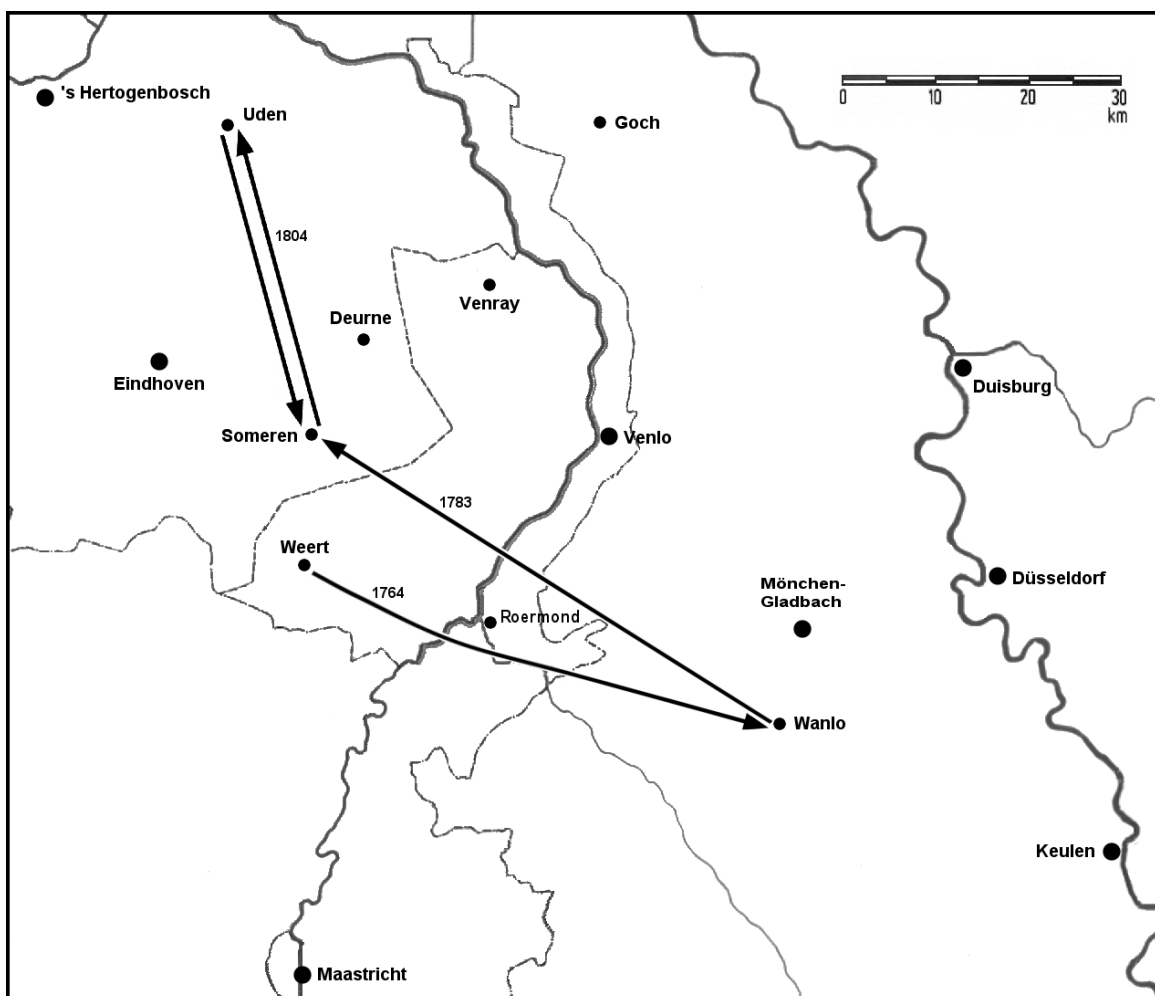 's Hertogenbosch
Uden
Goch
0 10 20 30
km
1804
Venray
Deurne
Eindhoven
Duisburg
Someren
Venlo
1783
Weert
1764
Mönchen-
Gladbach
Düsseldorf
Roermond
Wanlo
Keulen
Maastricht